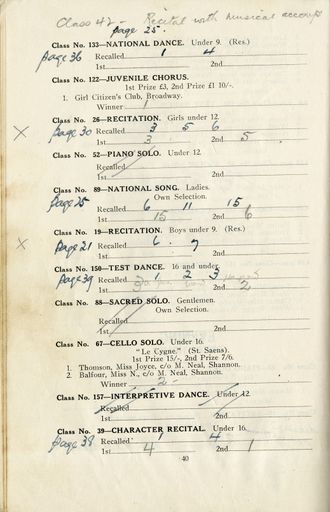 Class 42 - Recital with Musical accomp
page 25.
Class No. 133—NATIONAL DANCE. Under 9. (Res.)
page 36 Recalled 1 4
1st 2nd
Class No. 122—JUVENILE CHORUS.
1st Prize £3, 2nd Prize £1 10/-.
1. Girl Citizen's Club, Broadway.
Winner 1
Class No. 26—RECITATION. Girls under 12.
X page 30 Recalled 3 5 6
1st 3 2nd 5
Class No. 52—PIANO SOLO. Under 12.
Recalled
1st 2nd
Class No. 89—NATIONAL SONG. Ladies.
Own Selection.
page 25 Recalled 6 11 15
1st 15 2nd 6
Class No. 19—RECITATION. Boys under 9. (Res.)
X page 21 Recalled 6. 7
1st 2nd
Class No. 150—TEST DANCE. 16 and under.
page 39 Recalled 1 2 3
1st 3 2nd 2
Class No. 88—SACRED SOLO. Gentlemen.
Own Selection.
Recalled
1st 2nd
Class No. 67—CELLO SOLO. Under 16.
"Le Cygne." (St. Saens).
1st Prize 15/-, 2nd Prize 7/6.
1. Thomson, Miss Joyce, c/o M. Neal, Shannon.
2. Balfour, Miss N., c/o M. Neal, Shannon.
Winner 2-
Class No. 157—INTERPRETIVE DANCE. Under 12.
Recalled
1st 2nd
Class No. 39—CHARACTER RECITAL. Under 16.
page 38 Recalled 1 4
1st 4 2nd 1
40